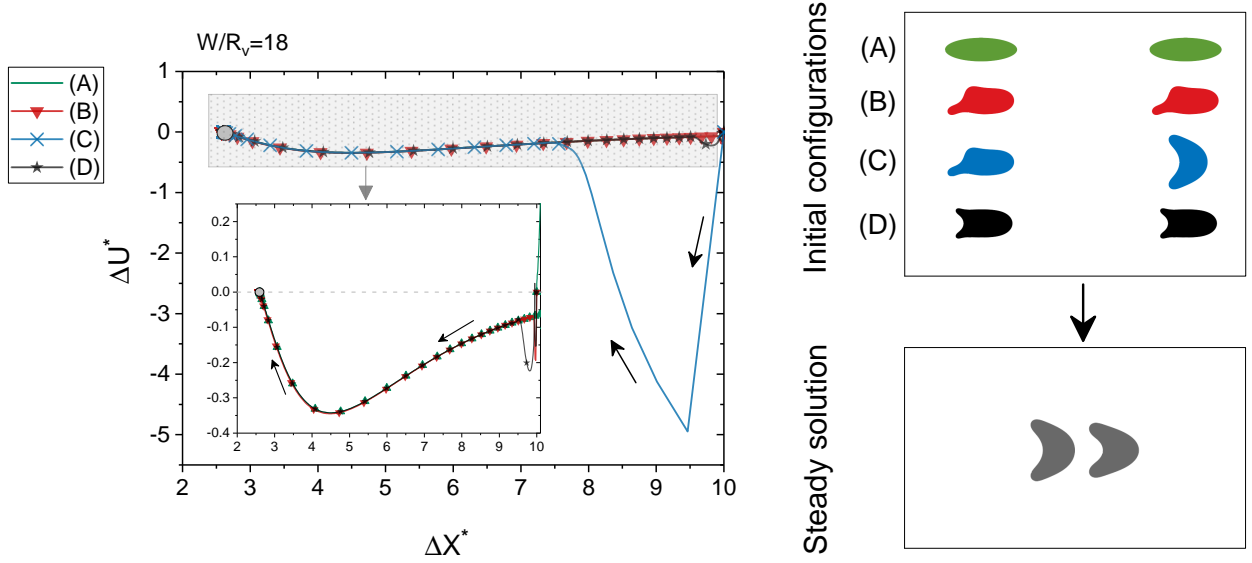 W/Rᵥ=18
(A)
(B)
(C)
(D)
ΔU*
1
0
-1
-2
-3
-4
-5
2
3
4
5
6
7
8
9
10
ΔX*
0.2
0.1
0.0
-0.1
-0.2
-0.3
-0.4
2
3
4
5
6
7
8
9
10
Initial configurations
(A)
(B)
(C)
(D)
Steady solution